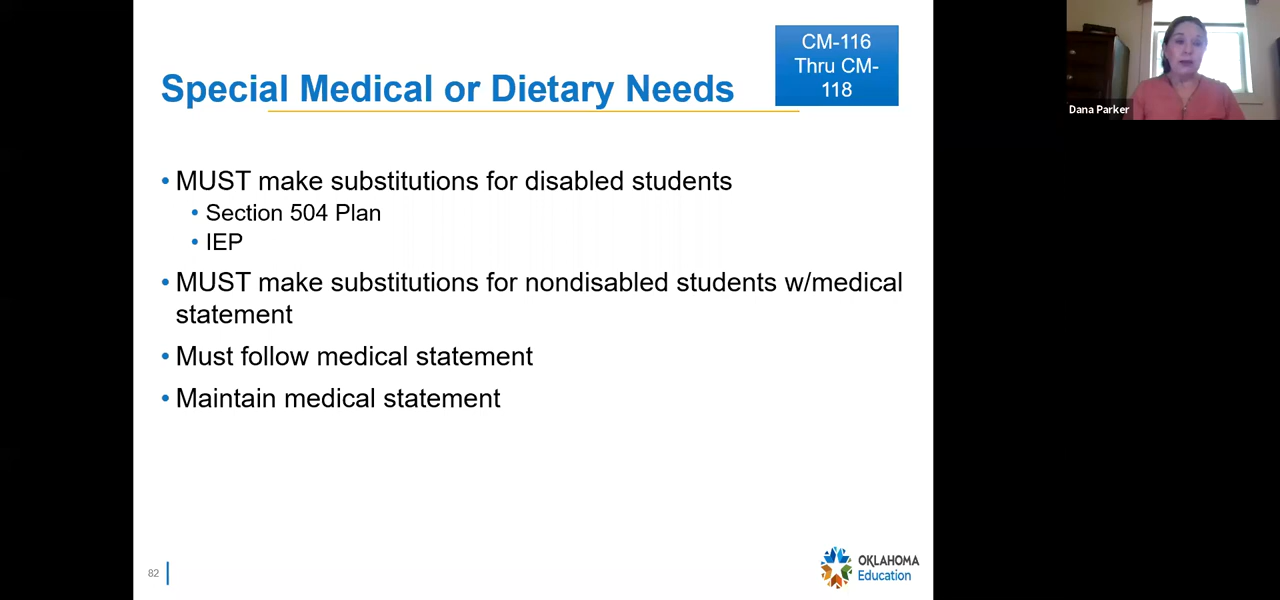 CM-116
Thru CM-
118
Special Medical or Dietary Needs
Dana Parker
• MUST make substitutions for disabled students
• Section 504 Plan
• IEP
• MUST make substitutions for nondisabled students w/medical
statement
• Must follow medical statement
• Maintain medical statement
82
OKLAHOMA
Education